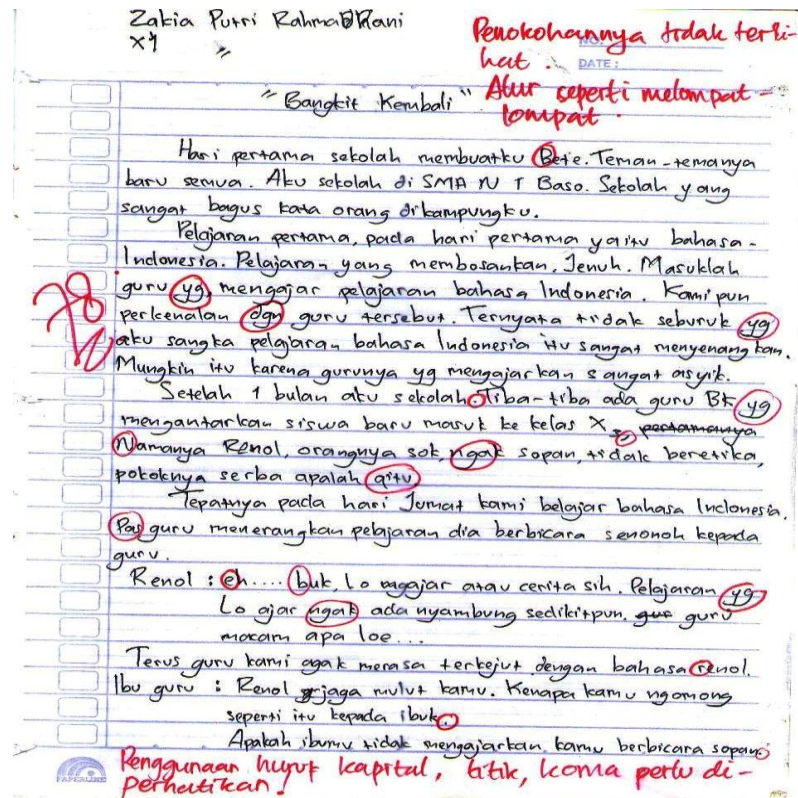 Zakia Putri Rahma Rani
X9 "
Penokohannya tidak terli-
hat.
NO:
DATE :
Alur seperti melompat -
lompat.
" Bangkit Kembali "
Hari pertama sekolah membuatku Bete. Teman-temanya
baru semua. Aku sekolah di SMA N 1 Baso. Sekolah yang
sangat bagus kata orang dikampungku.
Pelajaran pertama, pada hari pertama yaitu bahasa-
Indonesia. Pelajaran yang membosankan, Jenuh. Masuklah
guru yg mengajar pelajaran bahasa Indonesia. Kami pun
perkenalan dgn guru tersebut. Ternyata tidak seburuk yg
aku sangka pelajaran bahasa Indonesia itu sangat menyenangkan.
Mungkin itu karena gurunya yg mengajarkan sangat asyik.
78
Setelah 1 bulan aku sekolah. Tiba-tiba ada guru BK yg
mengantarkan siswa baru masuk ke kelas X pertamanya
Namanya Renol, orangnya sok, ngak sopan, tidak beretika,
pokoknya serba apalah gitu
Tepatnya pada hari Jumat kami belajar bahasa Indonesia.
Pas guru menerangkan pelajaran dia berbicara senonoh kepada
guru.
Renol : eh.... buk, Lo ngajar atau cerita sih. Pelajaran yg
Lo ajar ngak ada nyambung sedikitpun. guru
macam apa loe...
Terus guru kami agak merasa terkejut dengan bahasa renol.
Ibu guru : Renol jaga mulut kamu. Kenapa kamu ngomong
seperti itu kepada ibuk.
Apakah ibumu tidak mengajarkan kamu berbicara sopan.
PAPERLINE
Penggunaan huruf kapital, titik, koma perlu di-
perhatikan!